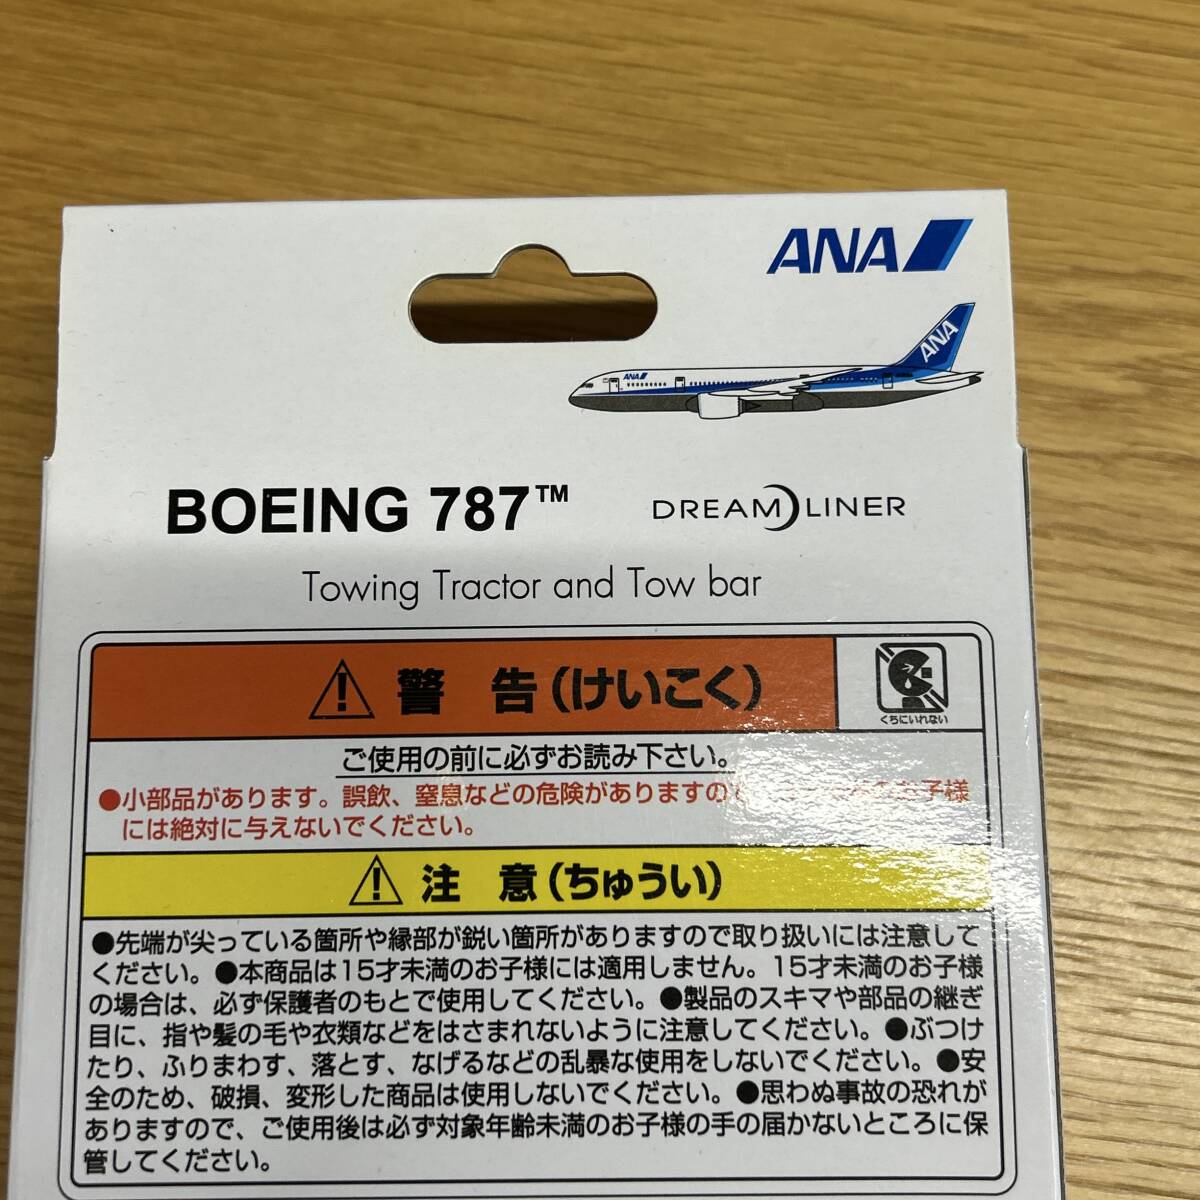 ANA
ANA
ANA
BOEING 787™ DREAMLINER
Towing Tractor and Tow bar
警 告(けいこく)
くちにいれない
ご使用の前に必ずお読み下さい。
●小部品があります。誤飲、窒息などの危険がありますので お子様
には絶対に与えないでください。
注 意(ちゅうい)
●先端が尖っている箇所や縁部が鋭い箇所がありますので取り扱いには注意して
ください。●本商品は15才未満のお子様には適用しません。15才未満のお子様
の場合は、必ず保護者のもとで使用してください。●製品のスキマや部品の継ぎ
目に、指や髪の毛や衣類などをはさまれないように注意してください。●ぶつけ
たり、ふりまわす、落とす、なげるなどの乱暴な使用をしないでください。●安
全のため、破損、変形した商品は使用しないでください。●思わぬ事故の恐れが
ありますので、ご使用後は必ず対象年齢未満のお子様の手の届かないところに保
管してください。